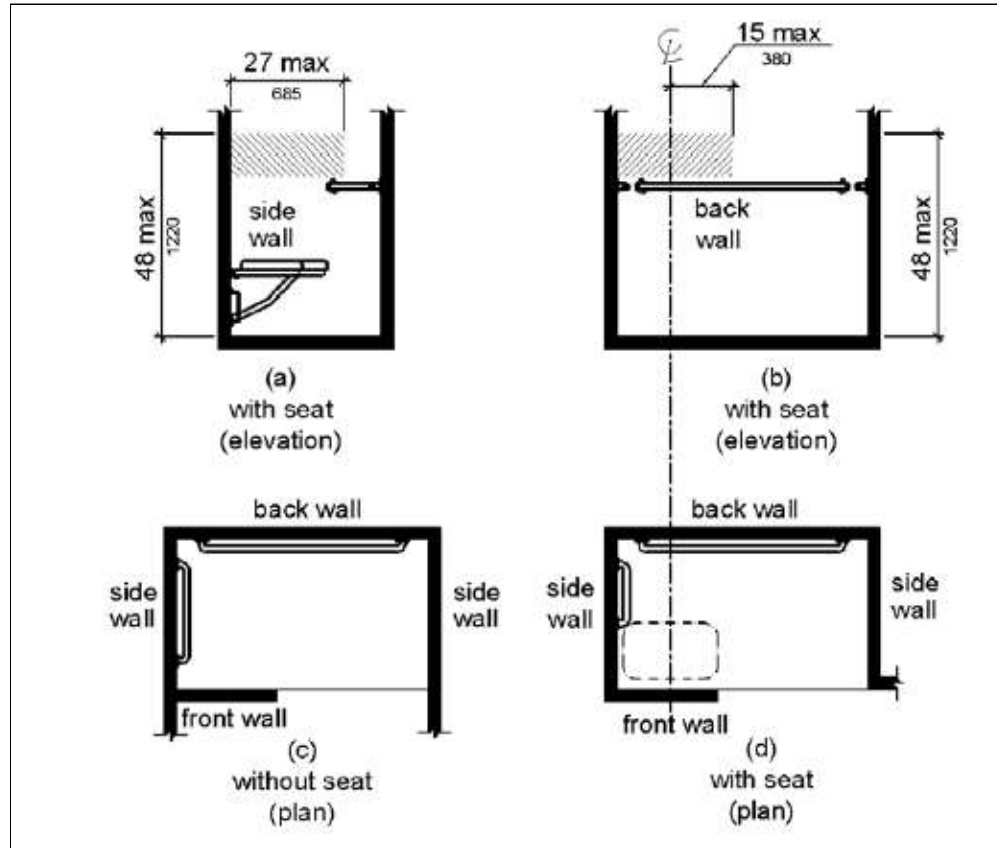 27 max
685
48 max
1220
side
wall
(a)
with seat
(elevation)
CL
15 max
380
back
wall
48 max
1220
(b)
with seat
(elevation)
back wall
side
wall
side
wall
front wall
(c)
without seat
(plan)
back wall
side
wall
side
wall
front wall
(d)
with seat
(plan)